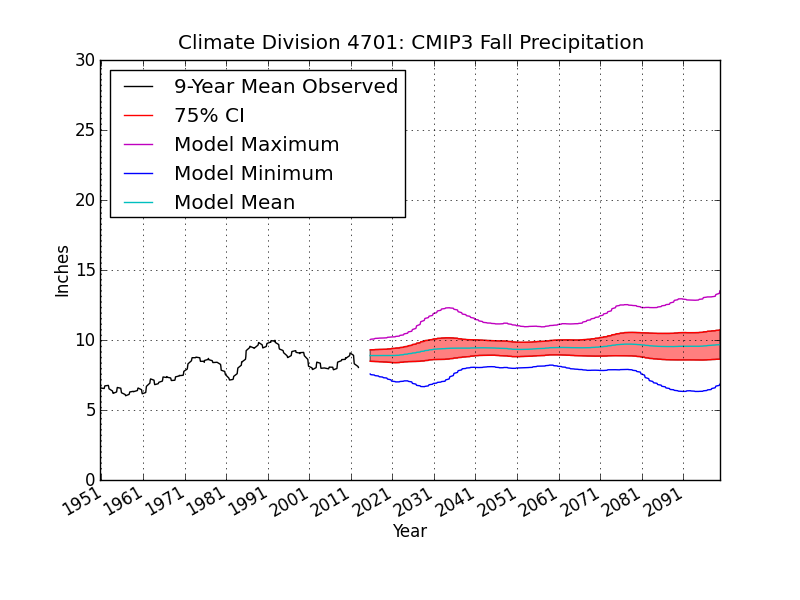 Climate Division 4701: CMIP3 Fall Precipitation
30
25
20
15
10
5
0
Inches
9-Year Mean Observed
75% CI
Model Maximum
Model Minimum
Model Mean
1951 1961 1971 1981 1991 2001 2011 2021 2031 2041 2051 2061 2071 2081 2091
Year